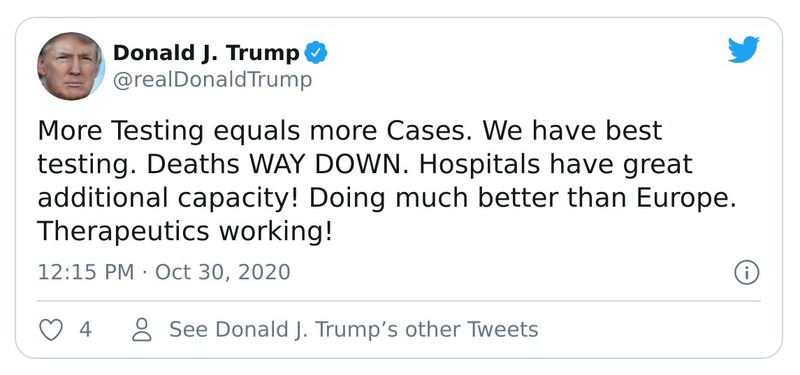 Donald J. Trump
@realDonaldTrump
More Testing equals more Cases. We have best
testing. Deaths WAY DOWN. Hospitals have great
additional capacity! Doing much better than Europe.
Therapeutics working!
12:15 PM · Oct 30, 2020
4 See Donald J. Trump’s other Tweets